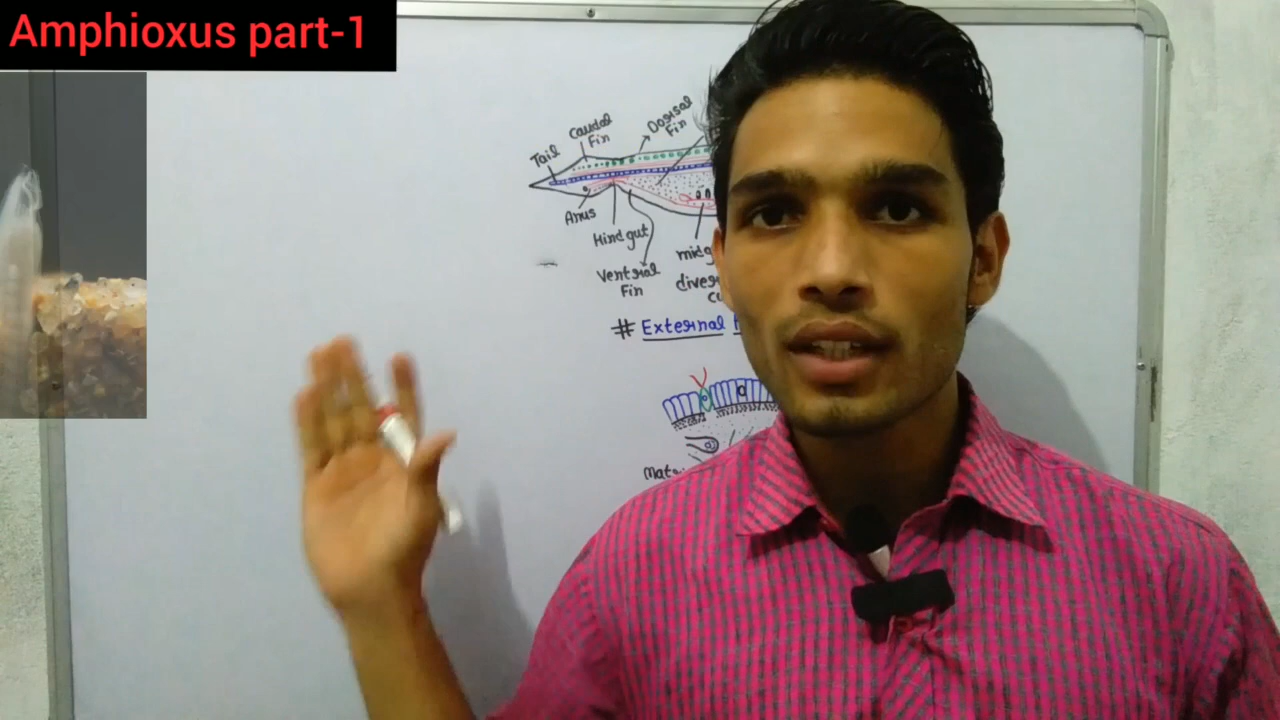 Amphioxus part-1
Caudal
Fin
Dorsal
Fin
Tail
Anus
Hind gut
Ventral
Fin
# External